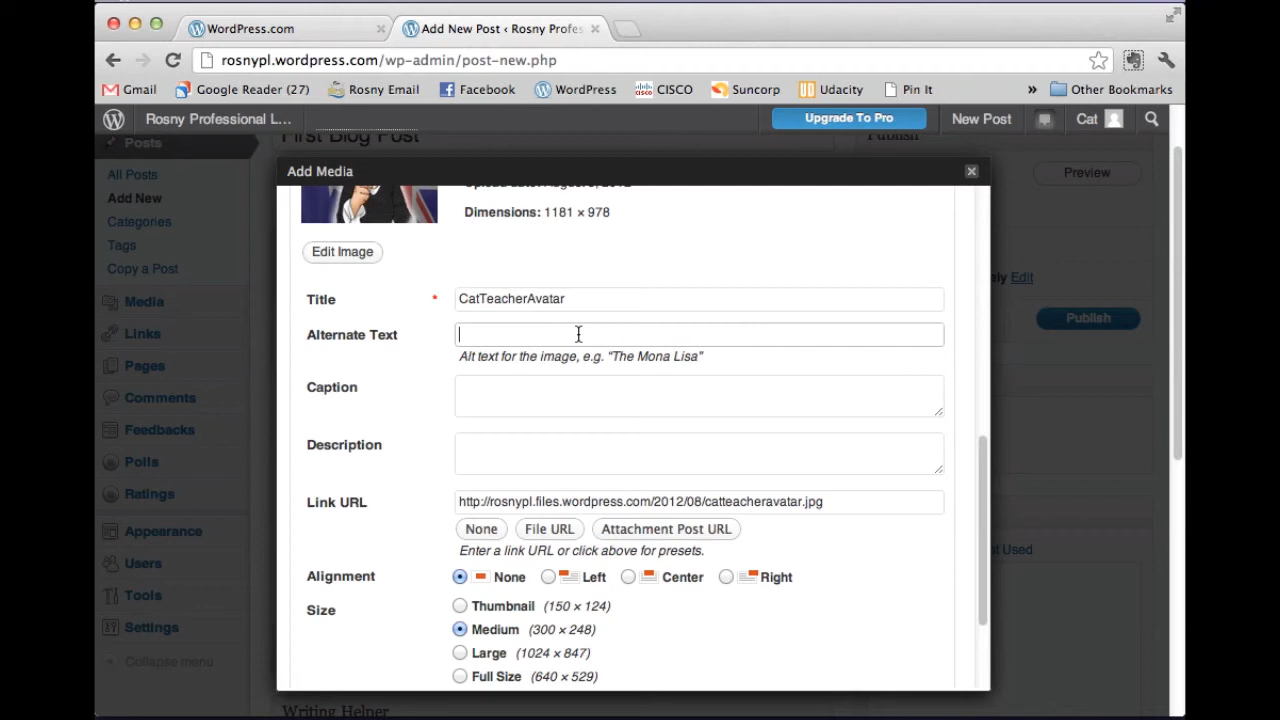 WordPress.com
Add New Post ‹ Rosny Profes
rosnypl.wordpress.com/wp-admin/post-new.php
Gmail Google Reader (27) Rosny Email Facebook WordPress CISCO Suncorp Udacity Pin It » Other Bookmarks
Rosny Professional L... Upgrade To Pro New Post Cat
Posts
All Posts
Add New
Categories
Tags
Copy a Post
Media
Links
Pages
Comments
Feedbacks
Polls
Ratings
Appearance
Users
Tools
Settings
Collapse menu
First Blog Post
Publish
Preview
Edit
Publish
Used
Writing Helper
Add Media
Dimensions: 1181 × 978
Edit Image
Title * CatTeacherAvatar
Alternate Text
Alt text for the image, e.g. “The Mona Lisa”
Caption
Description
Link URL http://rosnypl.files.wordpress.com/2012/08/catteacheravatar.jpg
None File URL Attachment Post URL
Enter a link URL or click above for presets.
Alignment None Left Center Right
Size Thumbnail (150 × 124)
Medium (300 × 248)
Large (1024 × 847)
Full Size (640 × 529)